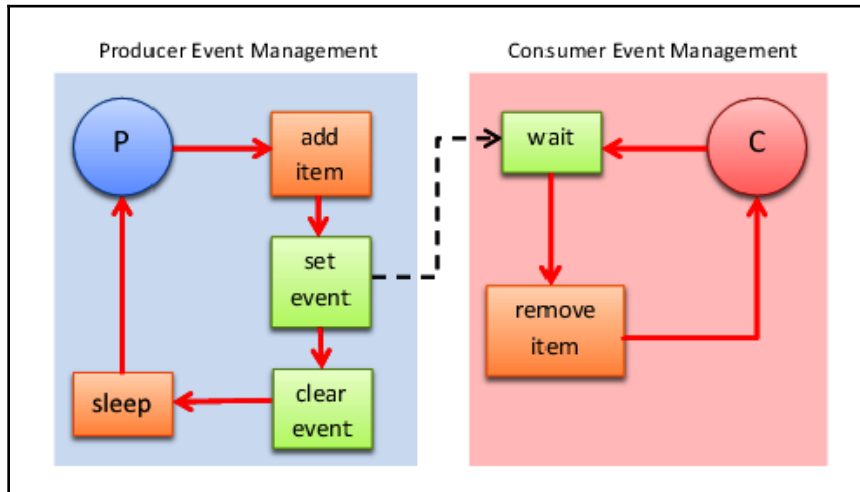 Producer Event Management
Consumer Event Management
P
add
item
set
event
clear
event
sleep
wait
C
remove
item